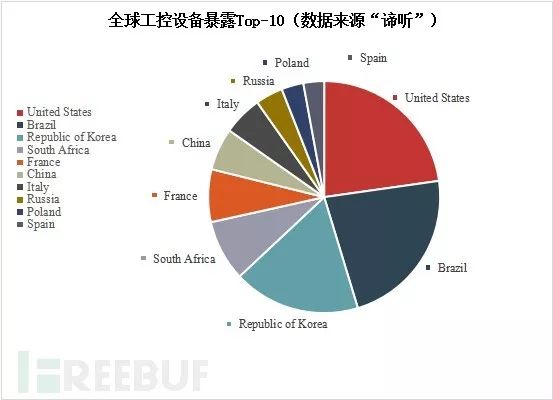 全球工控设备暴露Top-10（数据来源“谛听”）
Spain
Poland
Russia
Italy
China
France
South Africa
Republic of Korea
Brazil
United States
United States
Brazil
Republic of Korea
South Africa
France
China
Italy
Russia
Poland
Spain
FREEBUF